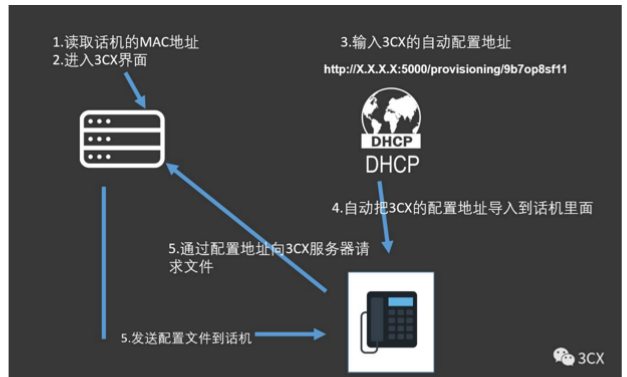 1.读取话机的MAC地址
2.进入3CX界面
3.输入3CX的自动配置地址
http://X.X.X.X:5000/provisioning/9b7op8sf11
DHCP
DHCP
4.自动把3CX的配置地址导入到话机里面
5.通过配置地址向3CX服务器请
求文件
5.发送配置文件到话机
3CX